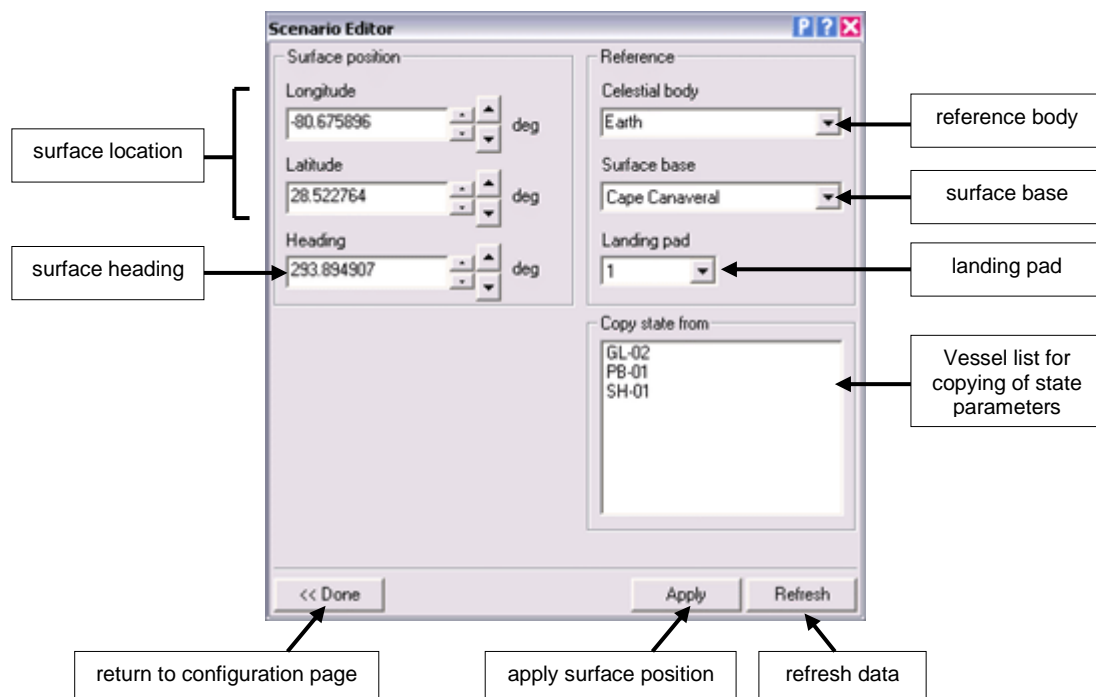 Scenario Editor
P ? X
Surface position
Longitude
-80.675896
deg
Latitude
28.522764
deg
Heading
293.894907
deg
Reference
Celestial body
Earth
Surface base
Cape Canaveral
Landing pad
1
Copy state from
GL-02
PB-01
SH-01
<< Done
Apply
Refresh
surface location
surface heading
reference body
surface base
landing pad
Vessel list for
copying of state
parameters
return to configuration page
apply surface position
refresh data